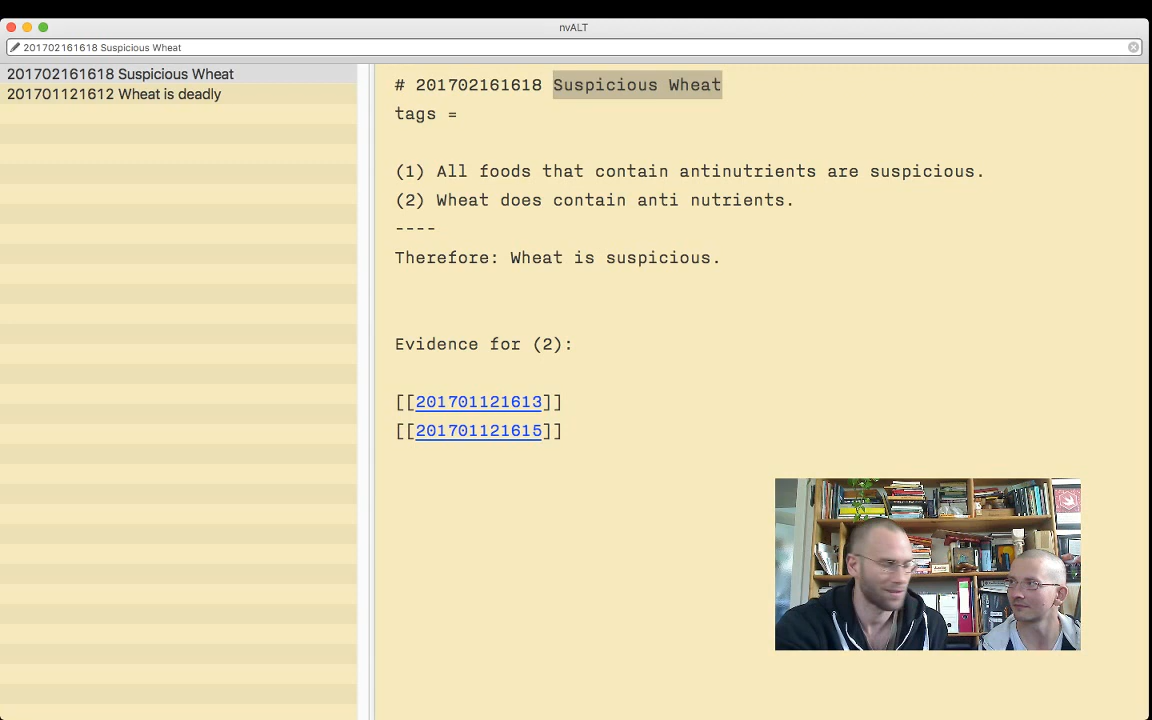 nvALT
201702161618 Suspicious Wheat
201702161618 Suspicious Wheat
201701121612 Wheat is deadly
# 201702161618 Suspicious Wheat
tags =
(1) All foods that contain antinutrients are suspicious.
(2) Wheat does contain anti nutrients.
----
Therefore: Wheat is suspicious.
Evidence for (2):
[[201701121613]]
[[201701121615]]